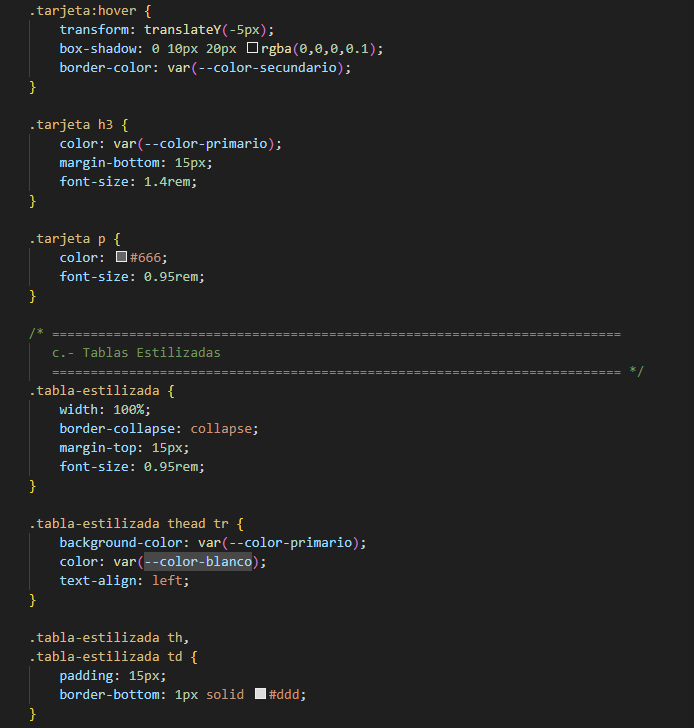 .tarjeta:hover {
    transform: translateY(-5px);
    box-shadow: 0 10px 20px rgba(0,0,0,0.1);
    border-color: var(--color-secundario);
}

.tarjeta h3 {
    color: var(--color-primario);
    margin-bottom: 15px;
    font-size: 1.4rem;
}

.tarjeta p {
    color: #666;
    font-size: 0.95rem;
}

/* ==========================================================================
   c.- Tablas Estilizadas
   ========================================================================== */
.tabla-estilizada {
    width: 100%;
    border-collapse: collapse;
    margin-top: 15px;
    font-size: 0.95rem;
}

.tabla-estilizada thead tr {
    background-color: var(--color-primario);
    color: var(--color-blanco);
    text-align: left;
}

.tabla-estilizada th,
.tabla-estilizada td {
    padding: 15px;
    border-bottom: 1px solid #ddd;
}